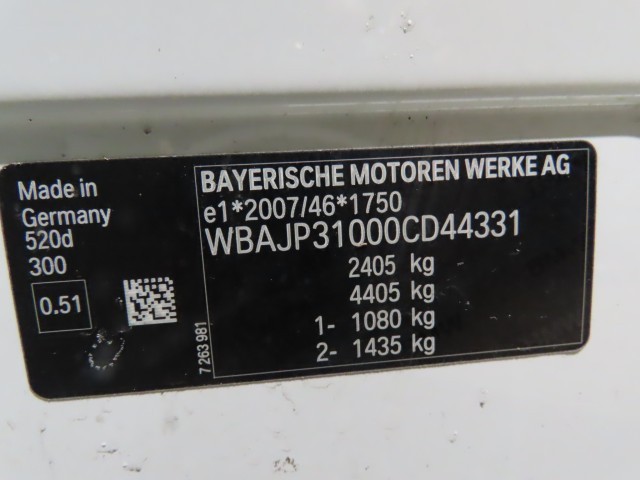 Made in
Germany
520d
300
0.51
7 263 981
BAYERISCHE MOTOREN WERKE AG
e1*2007/46*1750
WBAJP31000CD44331
2405 kg
4405 kg
1- 1080 kg
2- 1435 kg